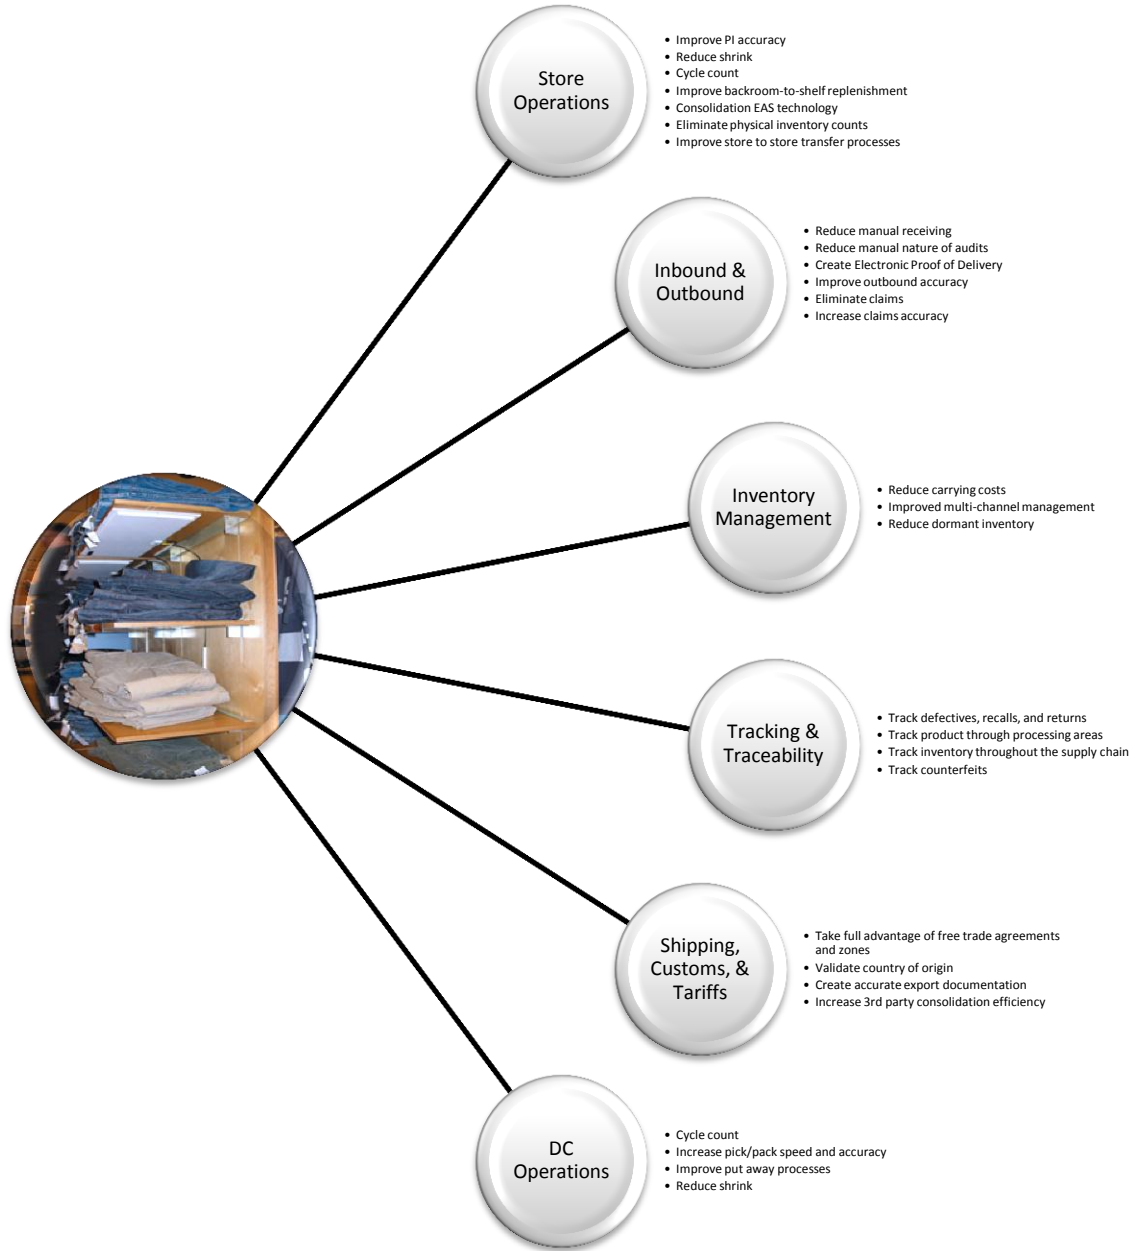 Store
Operations
• Improve PI accuracy
• Reduce shrink
• Cycle count
• Improve backroom-to-shelf replenishment
• Consolidation EAS technology
• Eliminate physical inventory counts
• Improve store to store transfer processes
Inbound &
Outbound
• Reduce manual receiving
• Reduce manual nature of audits
• Create Electronic Proof of Delivery
• Improve outbound accuracy
• Eliminate claims
• Increase claims accuracy
Inventory
Management
• Reduce carrying costs
• Improved multi-channel management
• Reduce dormant inventory
Tracking &
Traceability
• Track defectives, recalls, and returns
• Track product through processing areas
• Track inventory throughout the supply chain
• Track counterfeits
Shipping,
Customs, &
Tariffs
• Take full advantage of free trade agreements
and zones
• Validate country of origin
• Create accurate export documentation
• Increase 3rd party consolidation efficiency
DC
Operations
• Cycle count
• Increase pick/pack speed and accuracy
• Improve put away processes
• Reduce shrink